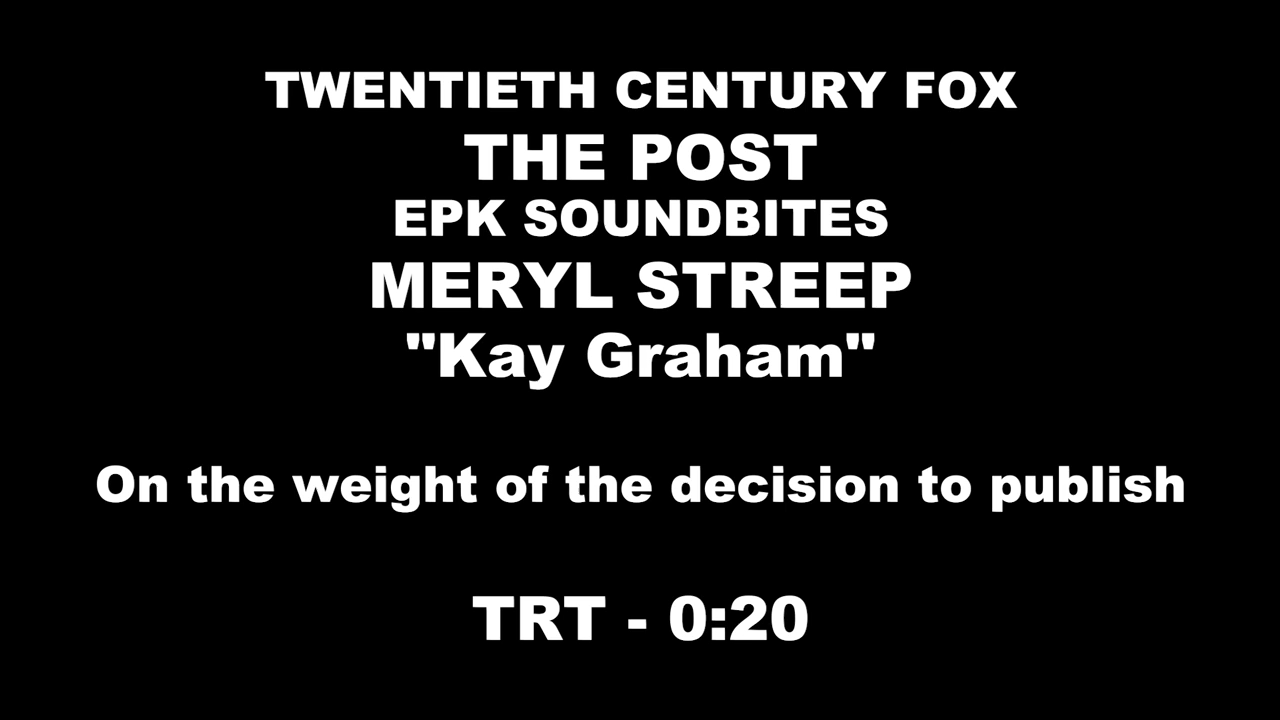 TWENTIETH CENTURY FOX
THE POST
EPK SOUNDBITES
MERYL STREEP
"Kay Graham"
On the weight of the decision to publish
TRT - 0:20